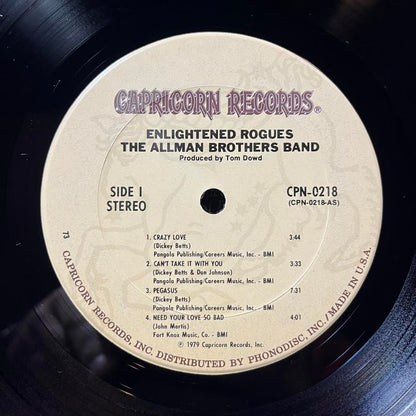 CAPRICORN RECORDS®
ENLIGHTENED ROGUES
THE ALLMAN BROTHERS BAND
Produced by Tom Dowd
SIDE I
STEREO
CPN-0218
(CPN-0218-AS)
73
1. CRAZY LOVE 3:44
(Dickey Betts)
Pangola Publishing/Careers Music, Inc. - BMI
2. CAN'T TAKE IT WITH YOU 3:33
(Dickey Betts & Don Johnson)
Pangola Publishing/Careers Music, Inc. - BMI
3. PEGASUS 7:31
(Dickey Betts)
Pangola Publishing/Careers Music, Inc. - BMI
4. NEED YOUR LOVE SO BAD 4:01
(John Mertis)
Fort Knox Music, Co. - BMI
℗ 1979 Capricorn Records, Inc.
CAPRICORN RECORDS, INC. DISTRIBUTED BY PHONODISC, INC./MADE IN U.S.A.